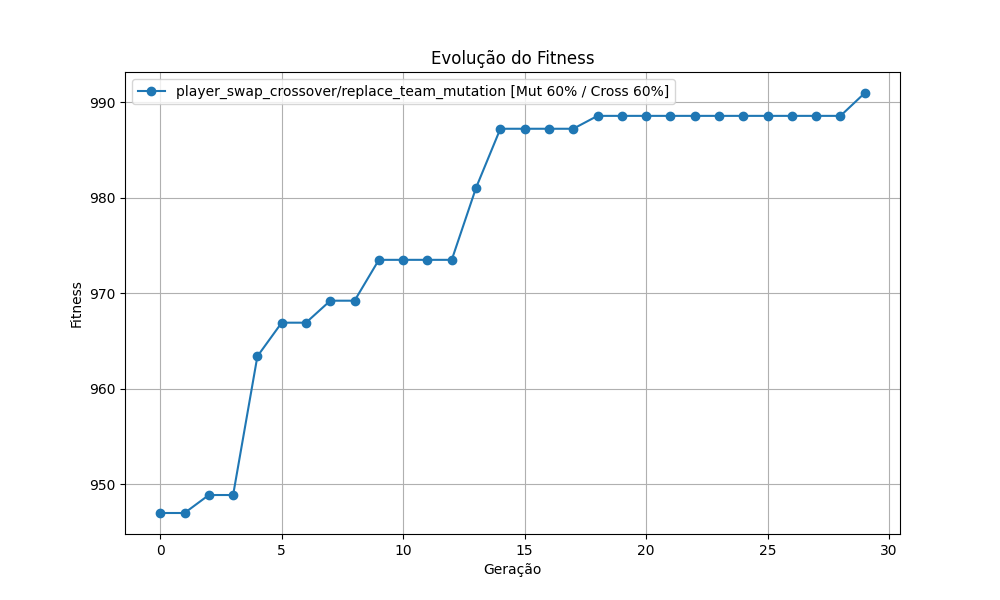 Evolução do Fitness
player_swap_crossover/replace_team_mutation [Mut 60% / Cross 60%]
990
980
970
960
950
Fitness
0 5 10 15 20 25 30
Geração